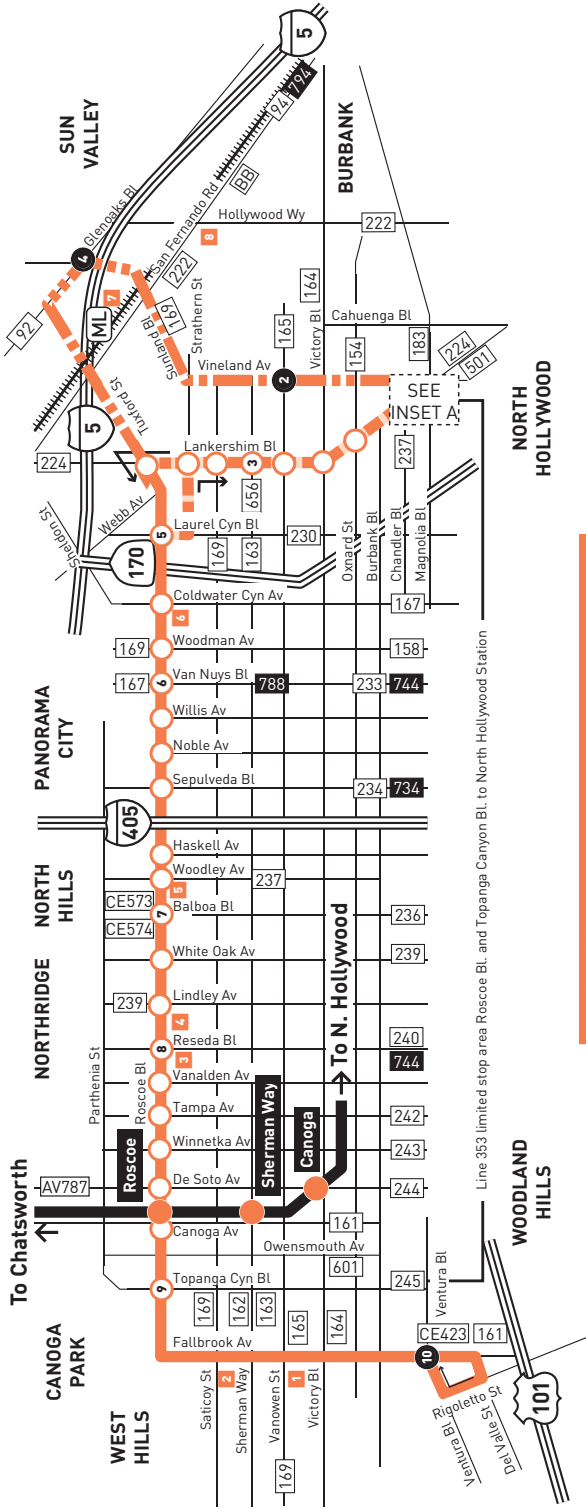 SUN
VALLEY
5
94
794
Glenoaks Bl
San Fernando Rd
BB
BURBANK
4
Hollywood Wy
8
222
222
92
7
ML
Sunland Bl
169
Strathern St
164
165
Victory Bl
Cahuenga Bl
154
183
224
501
Tuxford St
Vineland Av
2
SEE
INSET A
NORTH
HOLLYWOOD
5
224
Lankershim Bl
3
656
237
Webb Av
Sheldon St
5
Laurel Cyn Bl
169
163
230
Oxnard St
Burbank Bl
Chandler Bl
Magnolia Bl
170
Coldwater Cyn Av
6
167
169
Woodman Av
158
167
6
Van Nuys Bl
788
233
744
PANORAMA
CITY
Willis Av
Noble Av
Sepulveda Bl
234
734
405
Haskell Av
NORTH
HILLS
Woodley Av
5
237
CE573
CE574
7
Balboa Bl
236
White Oak Av
239
NORTHRIDGE
239
Lindley Av
4
8
Reseda Bl
3
240
744
Parthenia St
Roscoe Bl
Vanalden Av
To N. Hollywood
Tampa Av
242
Winnetka Av
243
Roscoe
Sherman Way
Canoga
AV787
De Soto Av
244
To Chatsworth
Canoga Av
161
Owensmouth Av
601
Line 353 limited stop area Roscoe Bl. and Topanga Canyon Bl. to North Hollywood Station
WOODLAND
HILLS
9
Topanga Cyn Bl
245
CANOGA
PARK
169
162
163
165
164
Ventura Bl
CE423
161
Fallbrook Av
10
WEST
HILLS
Saticoy St
2
Sherman Way
Vanowen St
1
Victory Bl
169
Rigoletto St
Ventura Bl
Del Valle St
101